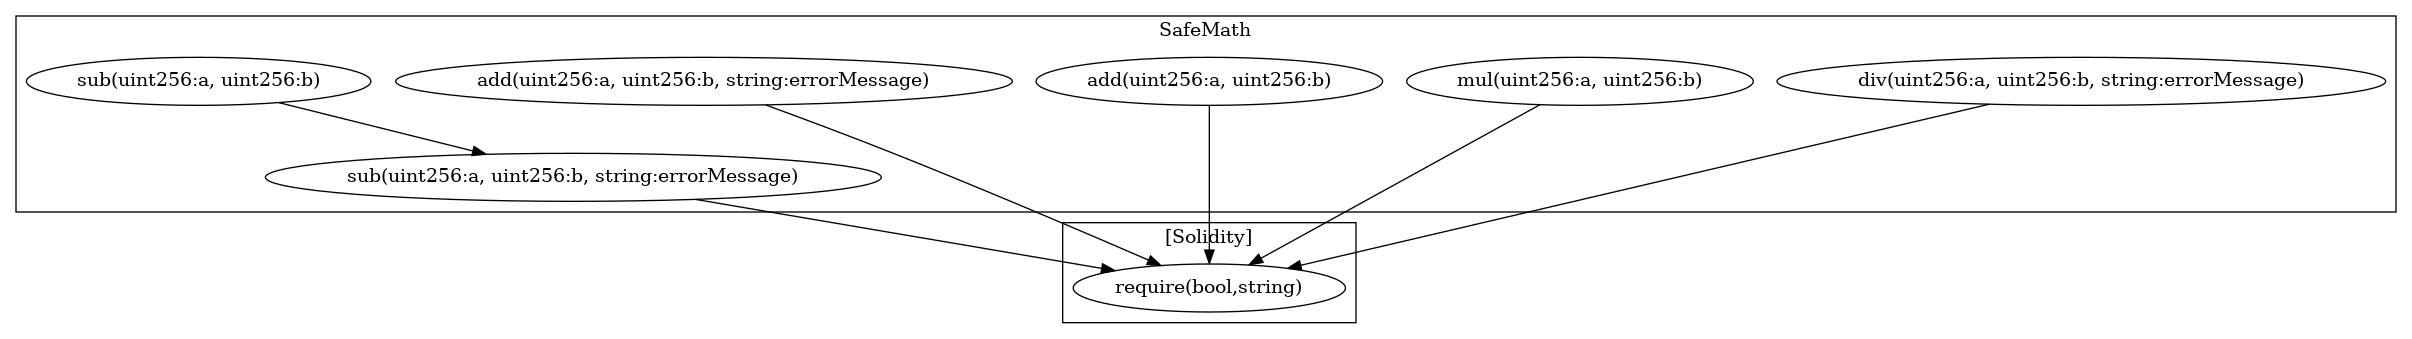 SafeMath
sub(uint256:a, uint256:b)
add(uint256:a, uint256:b, string:errorMessage)
add(uint256:a, uint256:b)
mul(uint256:a, uint256:b)
div(uint256:a, uint256:b, string:errorMessage)
sub(uint256:a, uint256:b, string:errorMessage)
[Solidity]
require(bool,string)